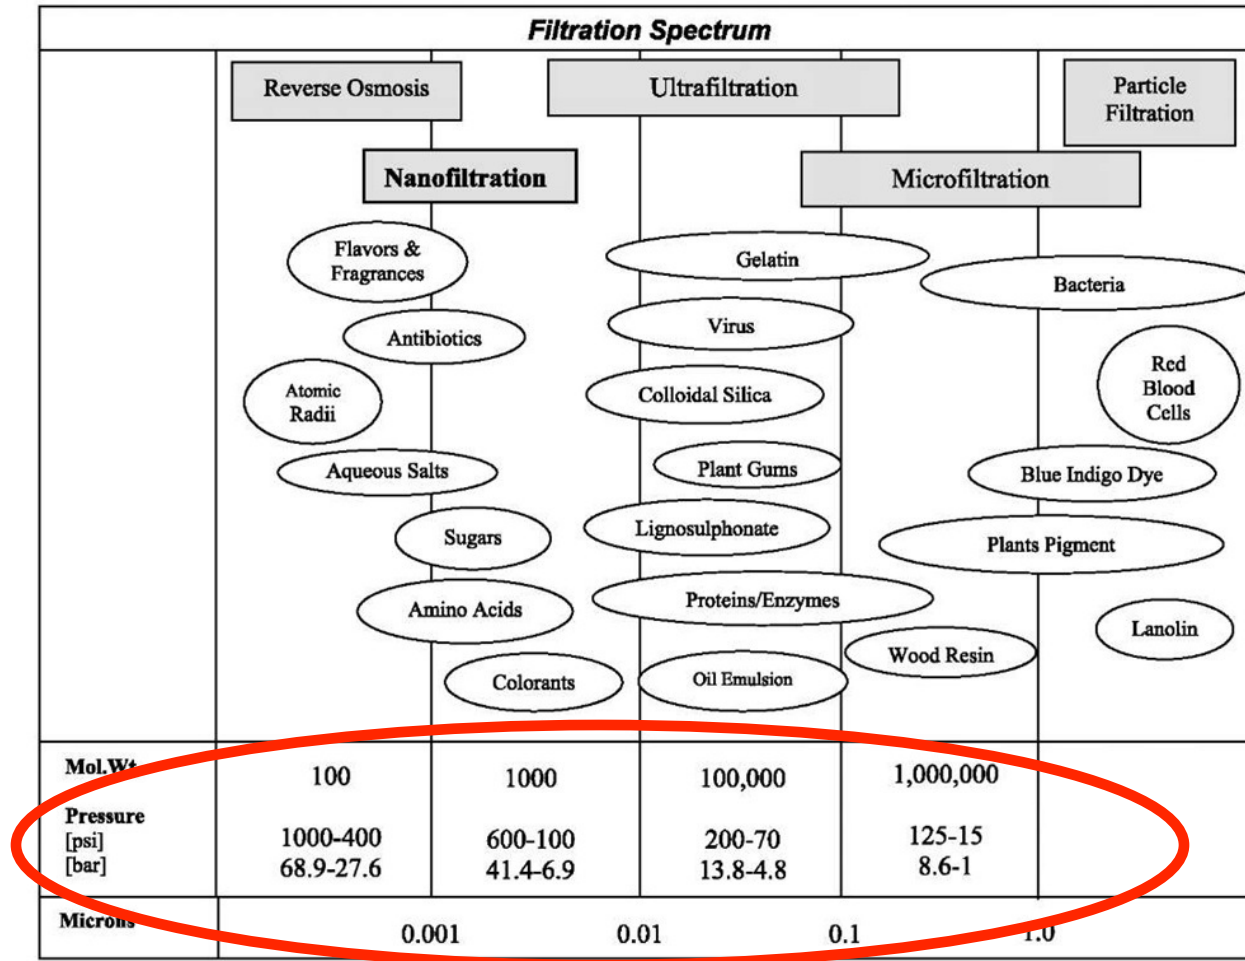 Filtration Spectrum
Reverse Osmosis
Ultrafiltration
Particle
Filtration
Nanofiltration
Microfiltration
Flavors &
Fragrances
Gelatin
Bacteria
Antibiotics
Virus
Atomic
Radii
Colloidal Silica
Red
Blood
Cells
Aqueous Salts
Plant Gums
Blue Indigo Dye
Sugars
Lignosulphonate
Plants Pigment
Amino Acids
Proteins/Enzymes
Lanolin
Wood Resin
Colorants
Oil Emulsion
Mol.Wt 100 1000 100,000 1,000,000
Pressure
[psi] 1000-400 600-100 200-70 125-15
[bar] 68.9-27.6 41.4-6.9 13.8-4.8 8.6-1
Microns 0.001 0.01 0.1 1.0